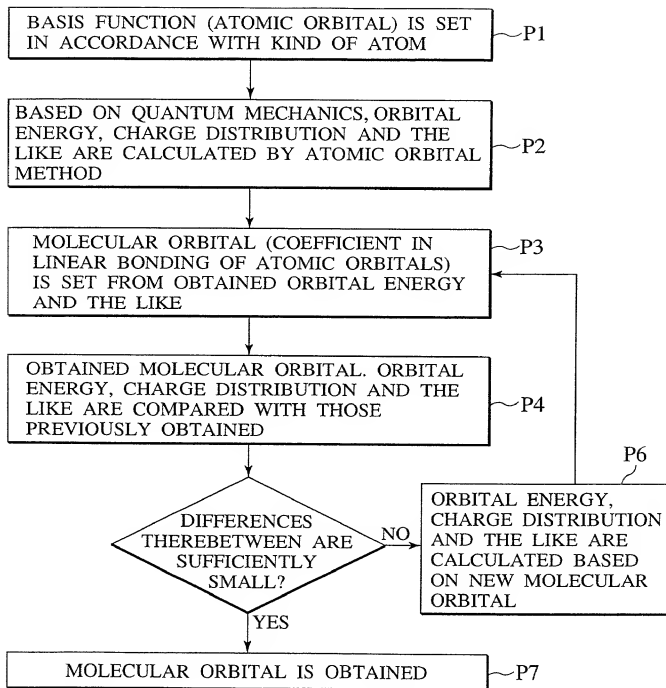 BASIS FUNCTION (ATOMIC ORBITAL) IS SET
IN ACCORDANCE WITH KIND OF ATOM
P1
BASED ON QUANTUM MECHANICS, ORBITAL
ENERGY, CHARGE DISTRIBUTION AND THE
LIKE ARE CALCULATED BY ATOMIC ORBITAL
METHOD
P2
MOLECULAR ORBITAL (COEFFICIENT IN
LINEAR BONDING OF ATOMIC ORBITALS)
IS SET FROM OBTAINED ORBITAL ENERGY
AND THE LIKE
P3
OBTAINED MOLECULAR ORBITAL. ORBITAL
ENERGY, CHARGE DISTRIBUTION AND THE
LIKE ARE COMPARED WITH THOSE
PREVIOUSLY OBTAINED
P4
DIFFERENCES
THEREBETWEEN ARE
SUFFICIENTLY
SMALL?
NO
P6
ORBITAL ENERGY,
CHARGE DISTRIBUTION
AND THE LIKE ARE
CALCULATED BASED
ON NEW MOLECULAR
ORBITAL
YES
MOLECULAR ORBITAL IS OBTAINED
P7